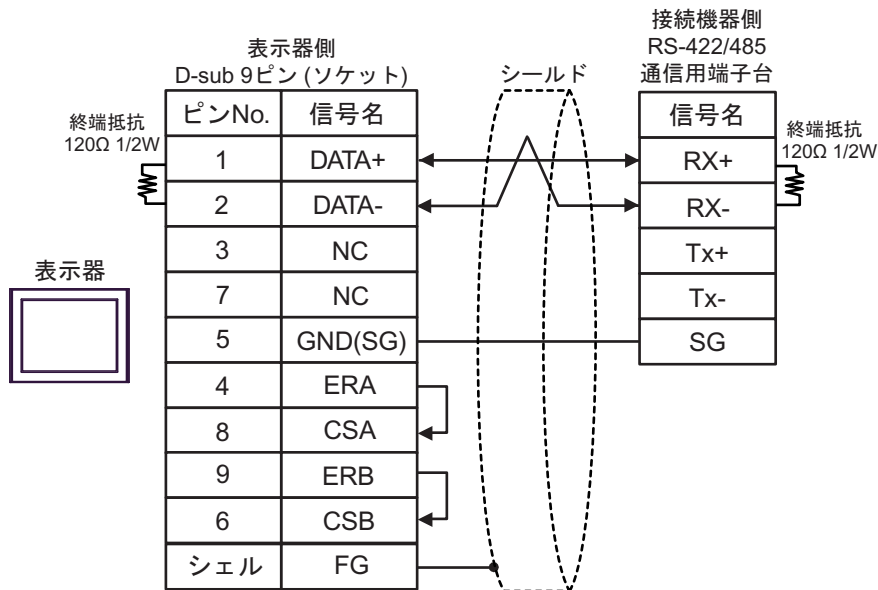 接続機器側
RS-422/485
通信用端子台
表示器側
D-sub 9ピン (ソケット)
シールド
終端抵抗
120Ω 1/2W
ピンNo. 信号名
1 DATA+
2 DATA-
3 NC
7 NC
5 GND(SG)
4 ERA
8 CSA
9 ERB
6 CSB
シェル FG
表示器
信号名
RX+
RX-
Tx+
Tx-
SG
終端抵抗
120Ω 1/2W